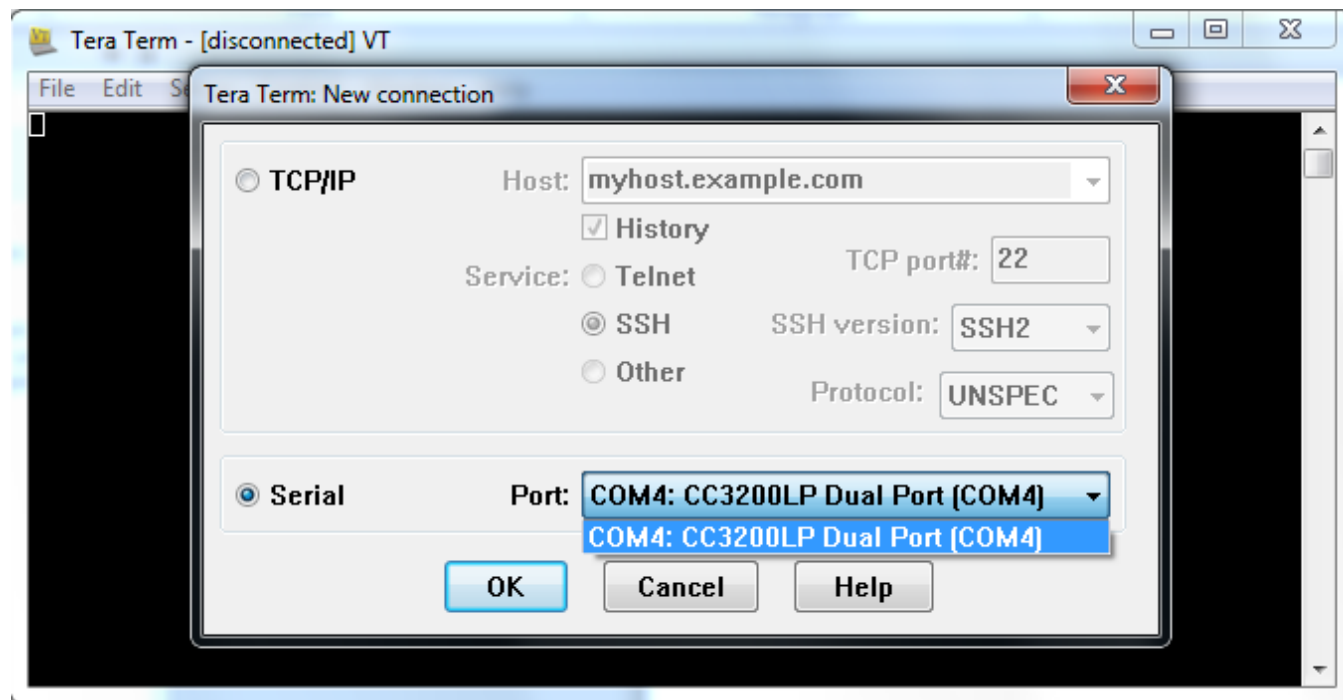 Tera Term - [disconnected] VT
File Edit
Tera Term: New connection
TCP/IP Host: myhost.example.com
History
Service: Telnet TCP port#: 22
SSH SSH version: SSH2
Other Protocol: UNSPEC
Serial Port: COM4: CC3200LP Dual Port (COM4)
COM4: CC3200LP Dual Port (COM4)
OK Cancel Help